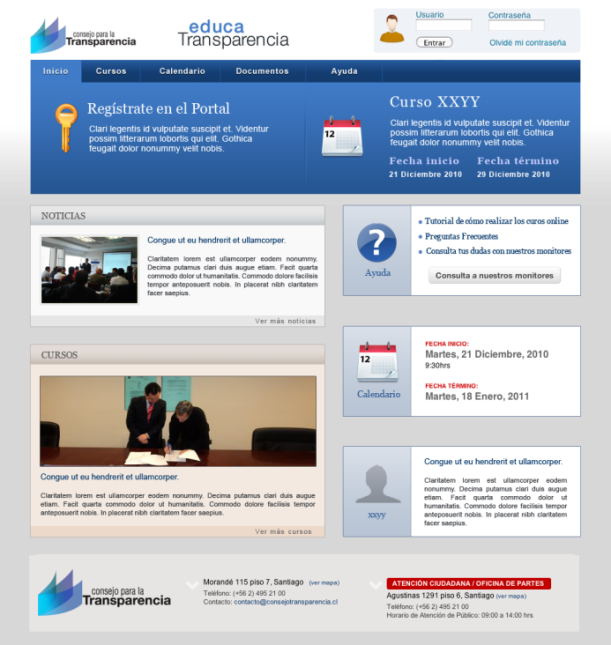 consejo para la
Transparencia
educa
Transparencia
Usuario
Contraseña
Entrar
Olvidé mi contraseña
Inicio
Cursos
Calendario
Documentos
Ayuda
Regístrate en el Portal
Clari legentis id vulputate suscipit et. Videntur
possim litterarum lobortis qui elit. Gothica
feugait dolor nonummy velit nobis.
12
Curso XXYY
Clari legentis id vulputate suscipit et. Videntur
possim litterarum lobortis qui elit. Gothica
feugait dolor nonummy velit nobis.
Fecha inicio
Fecha término
21 Diciembre 2010
29 Diciembre 2010
NOTICIAS
Congue ut eu hendrerit et ullamcorper.
Claritatem lorem est ullamcorper eodem nonummy.
Decima putamus clari duis augue etiam. Facit quarta
commodo dolor ut humanitatis. Commodo dolore facilisis
tempor anteposuerit nobis. In placerat nibh claritatem
facer saepius.
Ver más noticias
?
Ayuda
Tutorial de cómo realizar los curos online
Preguntas Frecuentes
Consulta tus dudas con nuestros monitores
Consulta a nuestros monitores
CURSOS
Congue ut eu hendrerit et ullamcorper.
Claritatem lorem est ullamcorper eodem nonummy. Decima putamus clari duis augue
etiam. Facit quarta commodo dolor ut humanitatis. Commodo dolore facilisis tempor
anteposuerit nobis. In placerat nibh claritatem facer saepius.
Ver más cursos
12
Calendario
FECHA INICIO:
Martes, 21 Diciembre, 2010
9:30hrs
FECHA TÉRMINO:
Martes, 18 Enero, 2011
xxyy
Congue ut eu hendrerit et ullamcorper.
Claritatem lorem est ullamcorper eodem
nonummy. Decima putamus clari duis augue
etiam. Facit quarta commodo dolor ut
humanitatis. Commodo dolore facilisis tempor
anteposuerit nobis. In placerat nibh claritatem
facer saepius.
consejo para la
Transparencia
Morandé 115 piso 7, Santiago (ver mapa)
Teléfono: (+56 2) 495 21 00
Contacto: contacto@consejotransparencia.cl
ATENCIÓN CIUDADANA / OFICINA DE PARTES
Agustinas 1291 piso 6, Santiago (ver mapa)
Teléfono: (+56 2) 495 21 00
Horario de Atención de Público: 09:00 a 14:00 hrs